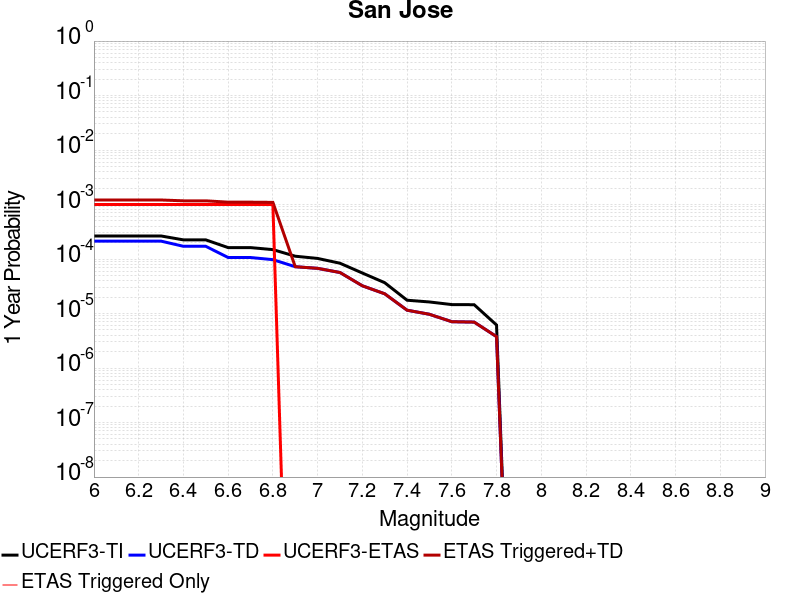 San Jose
1 Year Probability
10^0
10^-1
10^-2
10^-3
10^-4
10^-5
10^-6
10^-7
10^-8
6 6.2 6.4 6.6 6.8 7 7.2 7.4 7.6 7.8 8 8.2 8.4 8.6 8.8 9
Magnitude
UCERF3-TI UCERF3-TD UCERF3-ETAS ETAS Triggered+TD
ETAS Triggered Only